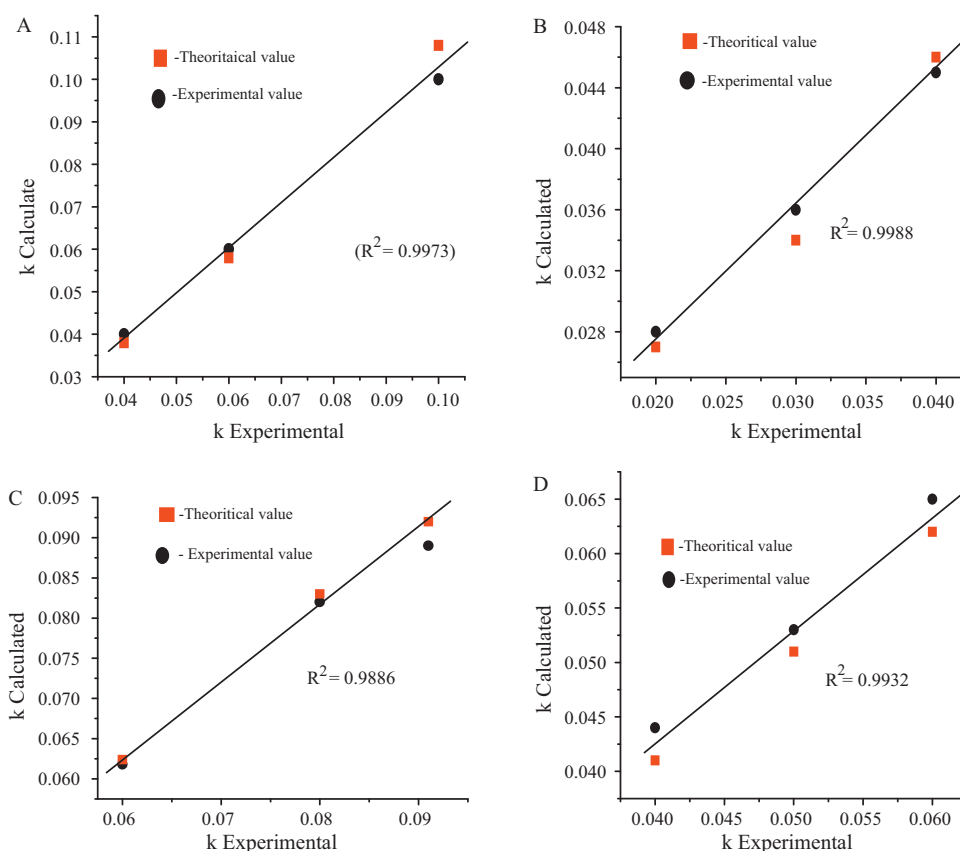 A
-Theoritaical value
-Experimental value
0.11
0.10
0.09
0.08
0.07
0.06
0.05
0.04
0.03
k Calculate
(R2 = 0.9973)
0.04 0.05 0.06 0.07 0.08 0.09 0.10
k Experimental
B
-Theoritical value
-Experimental value
0.048
0.044
0.040
0.036
0.032
0.028
k Calculated
R2 = 0.9988
0.020 0.025 0.030 0.035 0.040
k Experimental
C
-Theoritical value
- Experimental value
0.095
0.090
0.085
0.080
0.075
0.070
0.065
0.060
k Calculated
R2 = 0.9886
0.06 0.07 0.08 0.09
k Experimental
D
-Theoritical value
-Experimental value
0.065
0.060
0.055
0.050
0.045
0.040
k Calculated
R2 = 0.9932
0.040 0.045 0.050 0.055 0.060
k Experimental